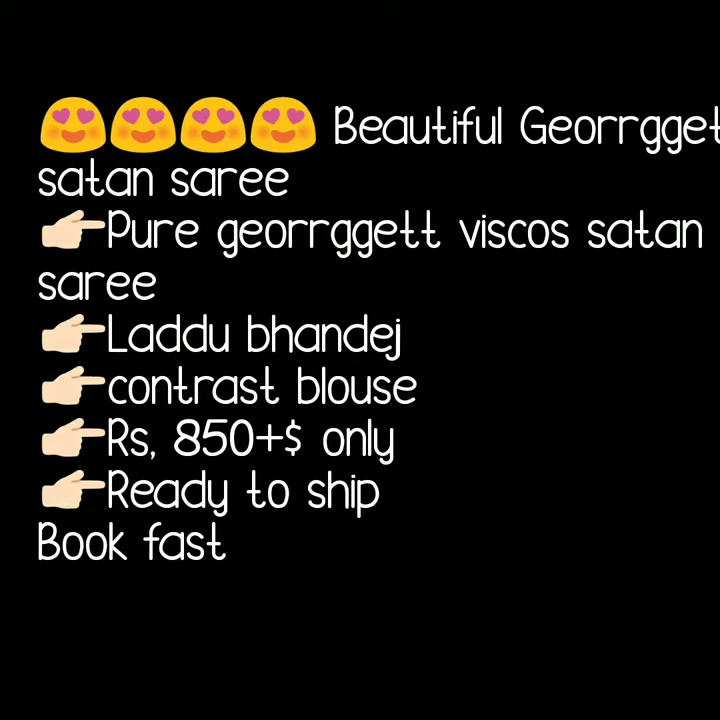 😍😍😍😍 Beautiful Georrgget
satan saree
👉🏻Pure georrggett viscos satan
saree
👉🏻Laddu bhandej
👉🏻contrast blouse
👉🏻Rs, 850+$ only
👉🏻Ready to ship
Book fast